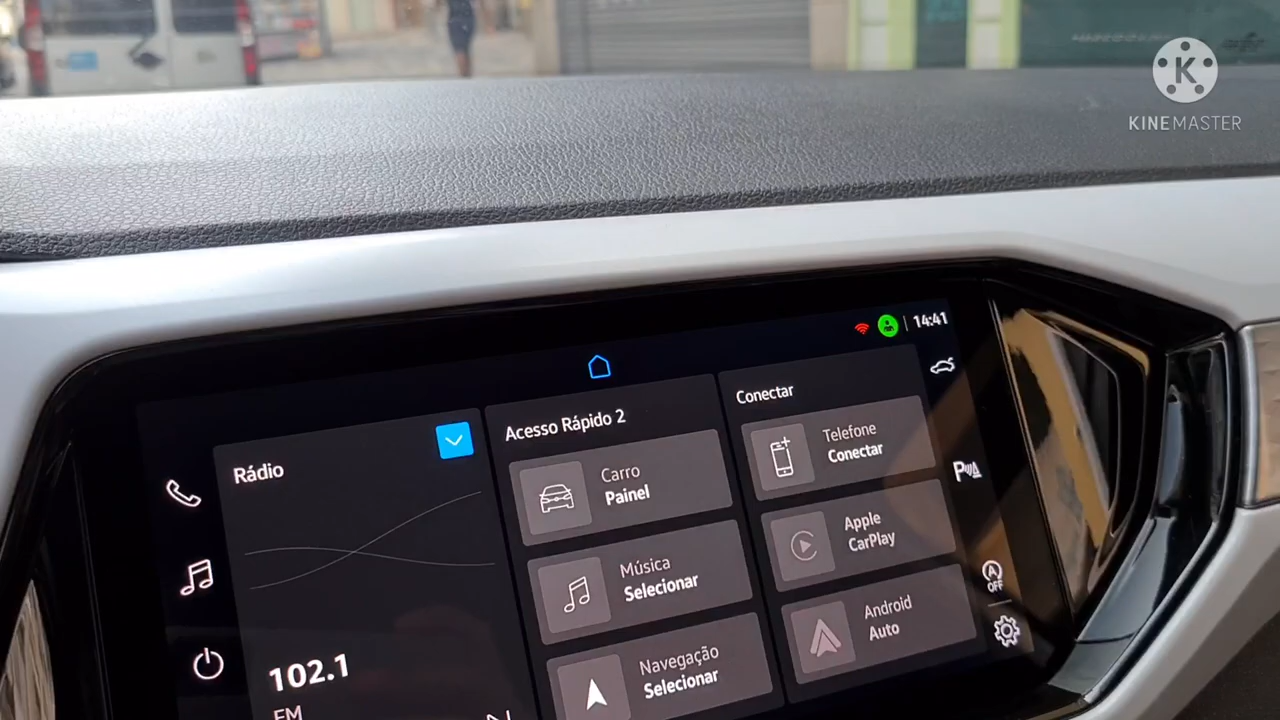 K
KINEMASTER
14:41
Rádio
102.1
FM
Acesso Rápido 2
Carro
Painel
Música
Selecionar
Navegação
Selecionar
Conectar
Telefone
Conectar
Apple
CarPlay
Android
Auto
P
A
OFF